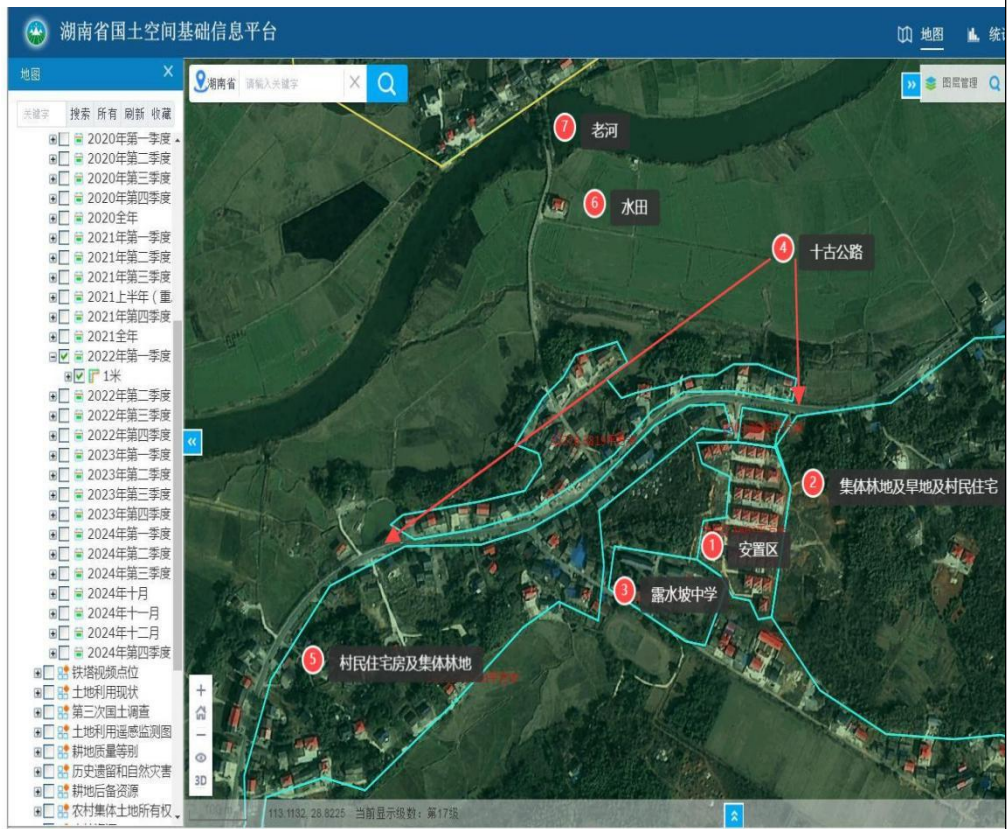 湖南省国土空间基础信息平台
地图
统
地图
X
湖南省
请输入关键字
图层管理
关键字
搜索 所有 刷新 收藏
2020年第一季度
2020年第二季度
2020年第三季度
2020年第四季度
2020全年
2021年第一季度
2021年第二季度
2021年第三季度
2021上半年（重
2021年第四季度
2021全年
2022年第一季度
1米
2022年第二季度
2022年第三季度
2022年第四季度
2023年第一季度
2023年第二季度
2023年第三季度
2023年第四季度
2024年第一季度
2024年第二季度
2024年第三季度
2024年十月
2024年十一月
2024年十二月
2024年第四季度
铁塔视频点位
土地利用现状
第三次国土调查
土地利用遥感监测图
耕地质量等别
历史遗留和自然灾害
耕地后备资源
农村集体土地所有权
7 老河
6 水田
4 十古公路
2 集体林地及旱地及村民住宅
1 安置区
3 露水坡中学
5 村民住宅房及集体林地
3D
113.1132, 28.8225 当前显示级数：第17级